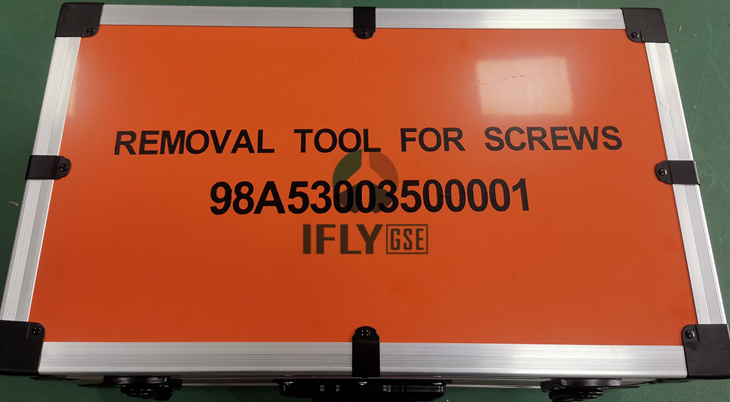 REMOVAL TOOL FOR SCREWS
98A53003500001
IFLY GSE